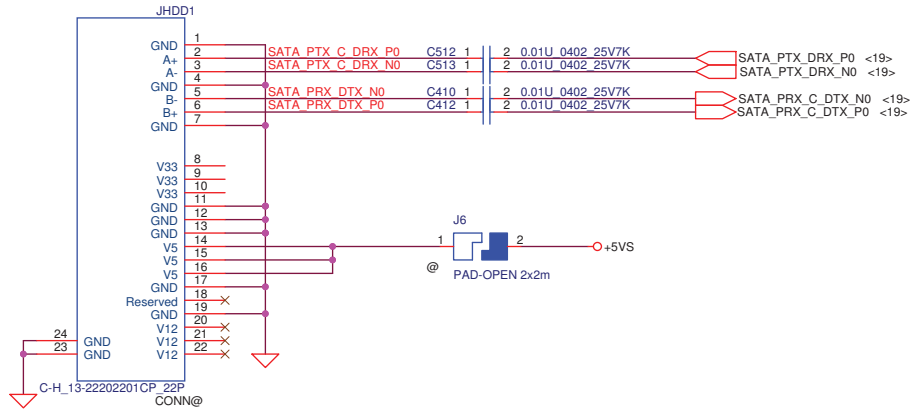 JHDD1
GND 1
A+ 2 SATA_PTX_C_DRX_P0 C512 1 2 0.01U_0402_25V7K SATA_PTX_DRX_P0 <19>
A- 3 SATA_PTX_C_DRX_N0 C513 1 2 0.01U_0402_25V7K SATA_PTX_DRX_N0 <19>
GND 4
B- 5 SATA_PRX_DTX_N0 C410 1 2 0.01U_0402_25V7K SATA_PRX_C_DTX_N0 <19>
B+ 6 SATA_PRX_DTX_P0 C412 1 2 0.01U_0402_25V7K SATA_PRX_C_DTX_P0 <19>
GND 7
V33 8
V33 9
V33 10
GND 11
GND 12
GND 13
J6
V5 14 1 2 +5VS
V5 15
@ PAD-OPEN 2x2m
V5 16
GND 17
Reserved 18
GND 19
V12 20
24 GND V12 21
23 GND V12 22
C-H_13-22202201CP_22P
CONN@